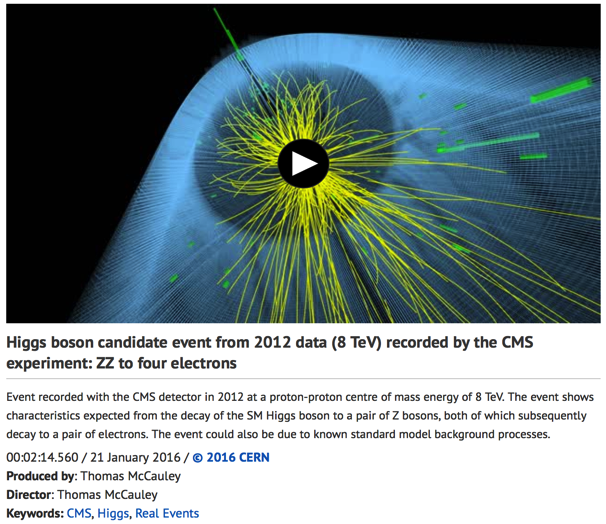 Higgs boson candidate event from 2012 data (8 TeV) recorded by the CMS
experiment: ZZ to four electrons
Event recorded with the CMS detector in 2012 at a proton-proton centre of mass energy of 8 TeV. The event shows
characteristics expected from the decay of the SM Higgs boson to a pair of Z bosons, both of which subsequently
decay to a pair of electrons. The event could also be due to known standard model background processes.
00:02:14.560 / 21 January 2016 / © 2016 CERN
Produced by: Thomas McCauley
Director: Thomas McCauley
Keywords: CMS, Higgs, Real Events